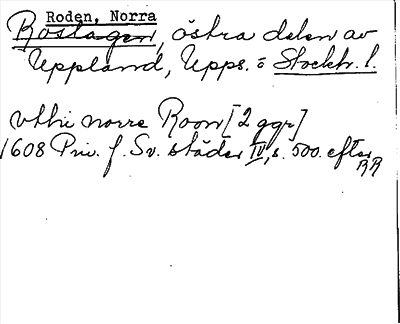 Roden, Norra
Roslagen, östra delen av
Uppland, Upps. o Stockh. l.
vthi norre Roon [2 ggr]
1608 Priv. f. Sv. städer IV, s. 500. efter
RR